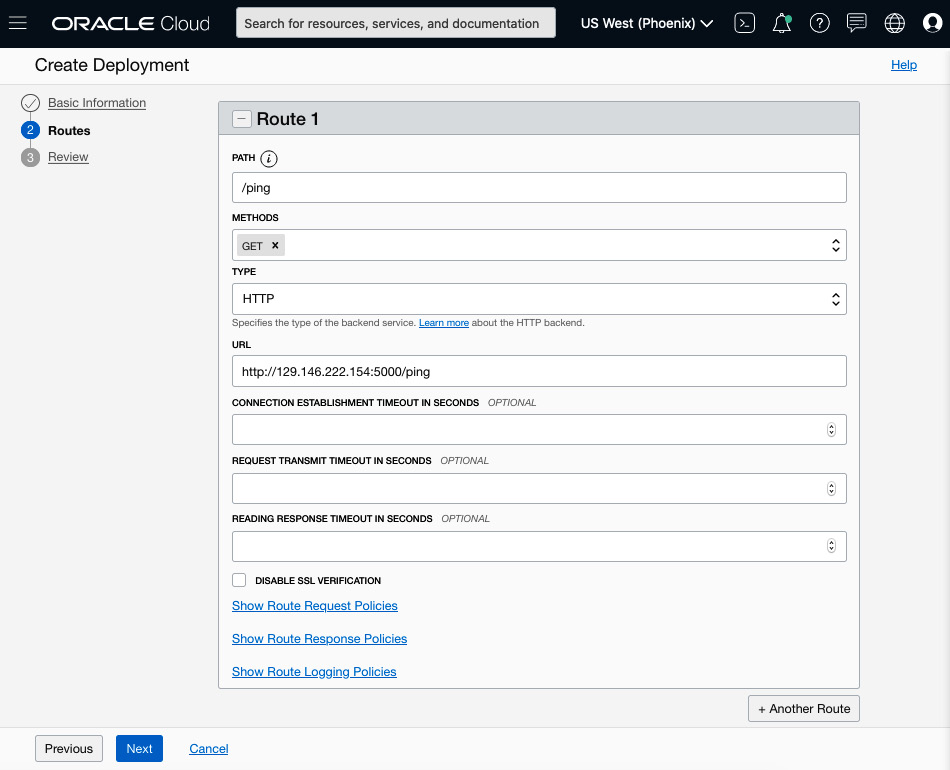 ORACLE Cloud
Search for resources, services, and documentation
US West (Phoenix)
Create Deployment
Help
Basic Information
2 Routes
3 Review
Route 1
PATH i
/ping
METHODS
GET ×
TYPE
HTTP
Specifies the type of the backend service. Learn more about the HTTP backend.
URL
http://129.146.222.154:5000/ping
CONNECTION ESTABLISHMENT TIMEOUT IN SECONDS OPTIONAL
REQUEST TRANSMIT TIMEOUT IN SECONDS OPTIONAL
READING RESPONSE TIMEOUT IN SECONDS OPTIONAL
DISABLE SSL VERIFICATION
Show Route Request Policies
Show Route Response Policies
Show Route Logging Policies
+ Another Route
Previous Next Cancel